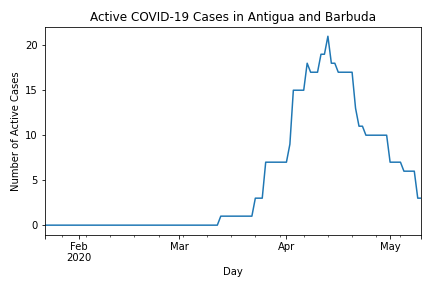 Active COVID-19 Cases in Antigua and Barbuda
Number of Active Cases
20
15
10
5
0
Feb
2020
Mar
Apr
May
Day